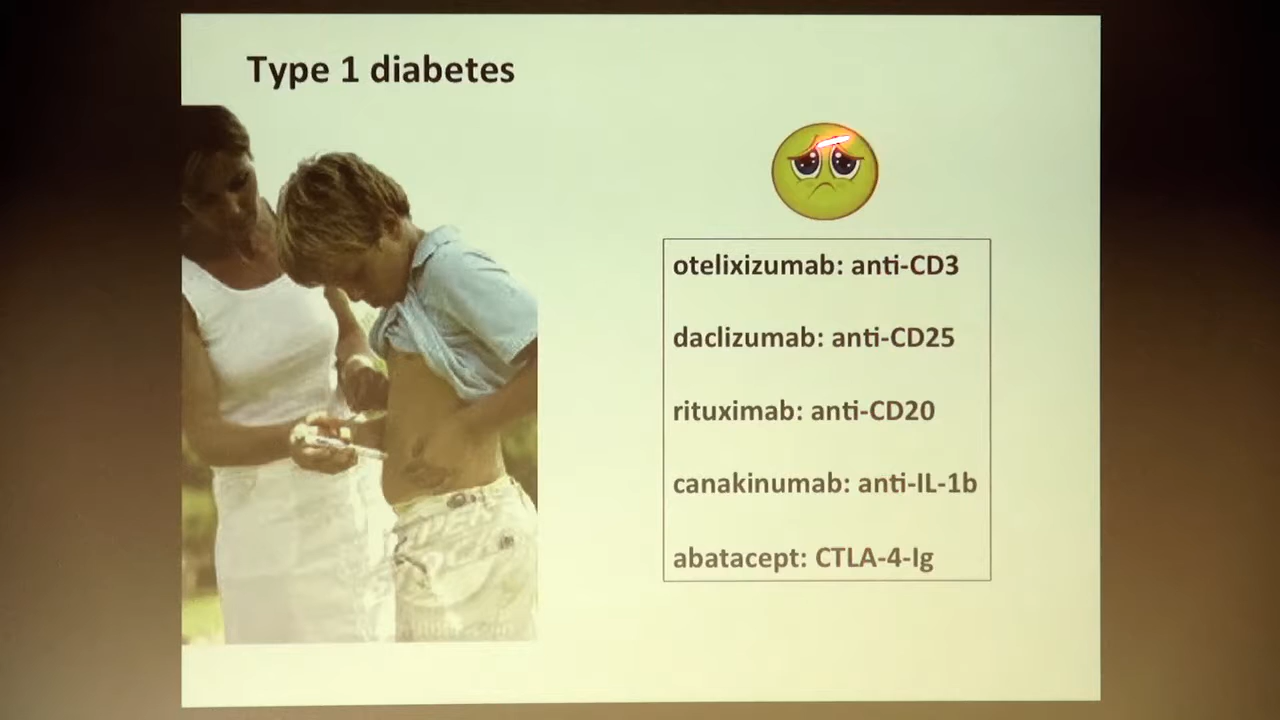 Type 1 diabetes
otelixizumab: anti-CD3
daclizumab: anti-CD25
rituximab: anti-CD20
canakinumab: anti-IL-1b
abatacept: CTLA-4-Ig